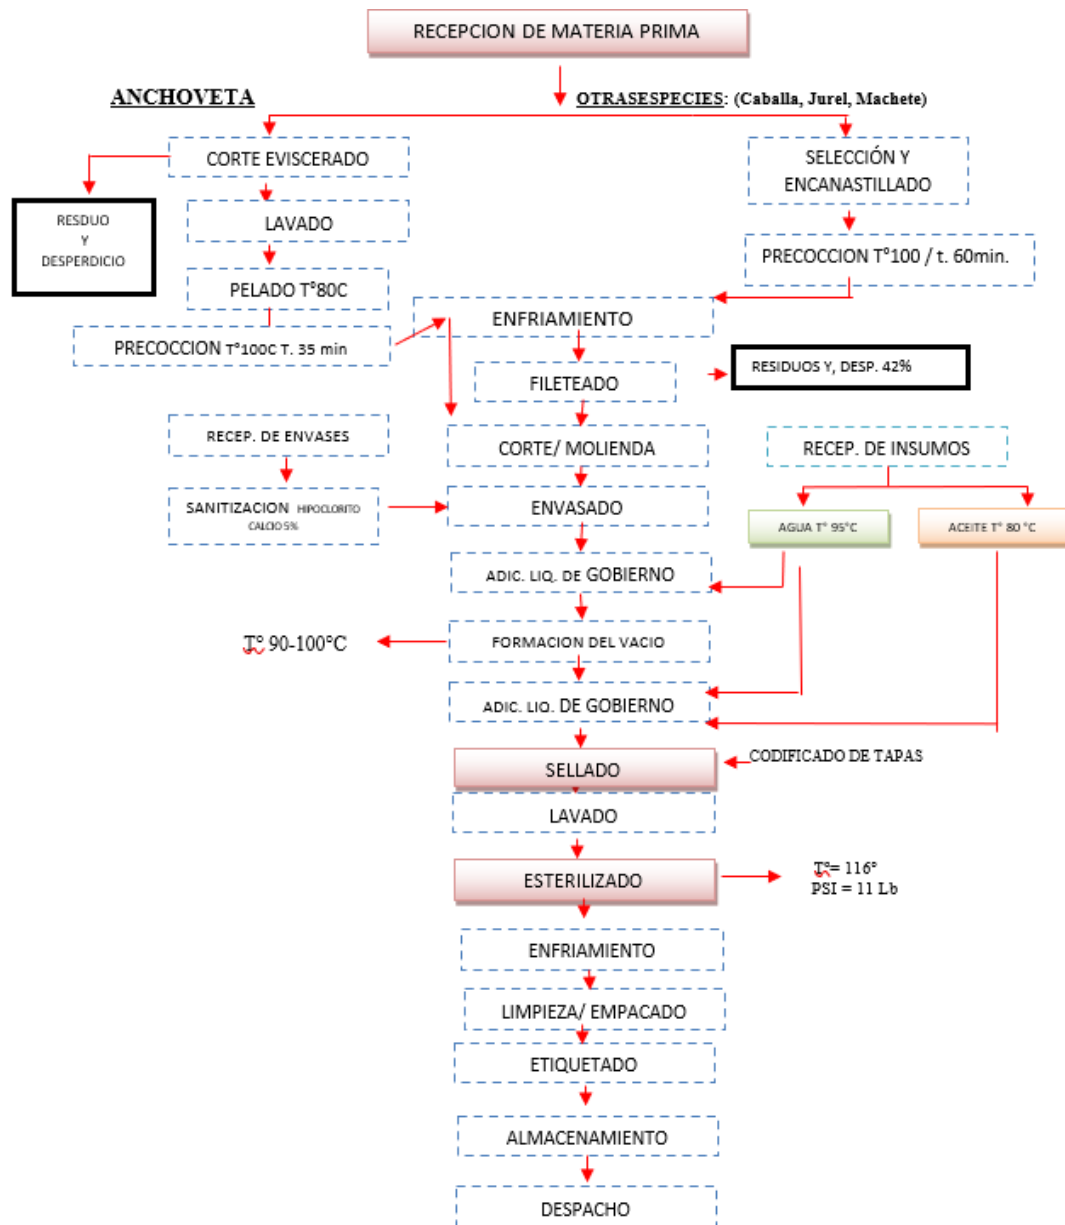 RECEPCION DE MATERIA PRIMA
ANCHOVETA
OTRASESPECIES: (Caballa, Jurel, Machete)
CORTE EVISCERADO
SELECCIÓN Y
ENCANASTILLADO
RESDUO
Y
DESPERDICIO
LAVADO
PRECOCCION T°100 / t. 60min.
PELADO T°80C
ENFRIAMIENTO
PRECOCCION T°100C T. 35 min
RESIDUOS Y, DESP. 42%
FILETEADO
RECEP. DE ENVASES
CORTE/ MOLIENDA
RECEP. DE INSUMOS
SANITIZACION HIPOCLORITO
CALCIO 5%
ENVASADO
AGUA T° 95°C
ACEITE T° 80 °C
ADIC. LIQ. DE GOBIERNO
T° 90-100°C
FORMACION DEL VACIO
ADIC. LIQ. DE GOBIERNO
CODIFICADO DE TAPAS
SELLADO
LAVADO
ESTERILIZADO
T°= 116°
PSI = 11 Lb
ENFRIAMIENTO
LIMPIEZA/ EMPACADO
ETIQUETADO
ALMACENAMIENTO
DESPACHO